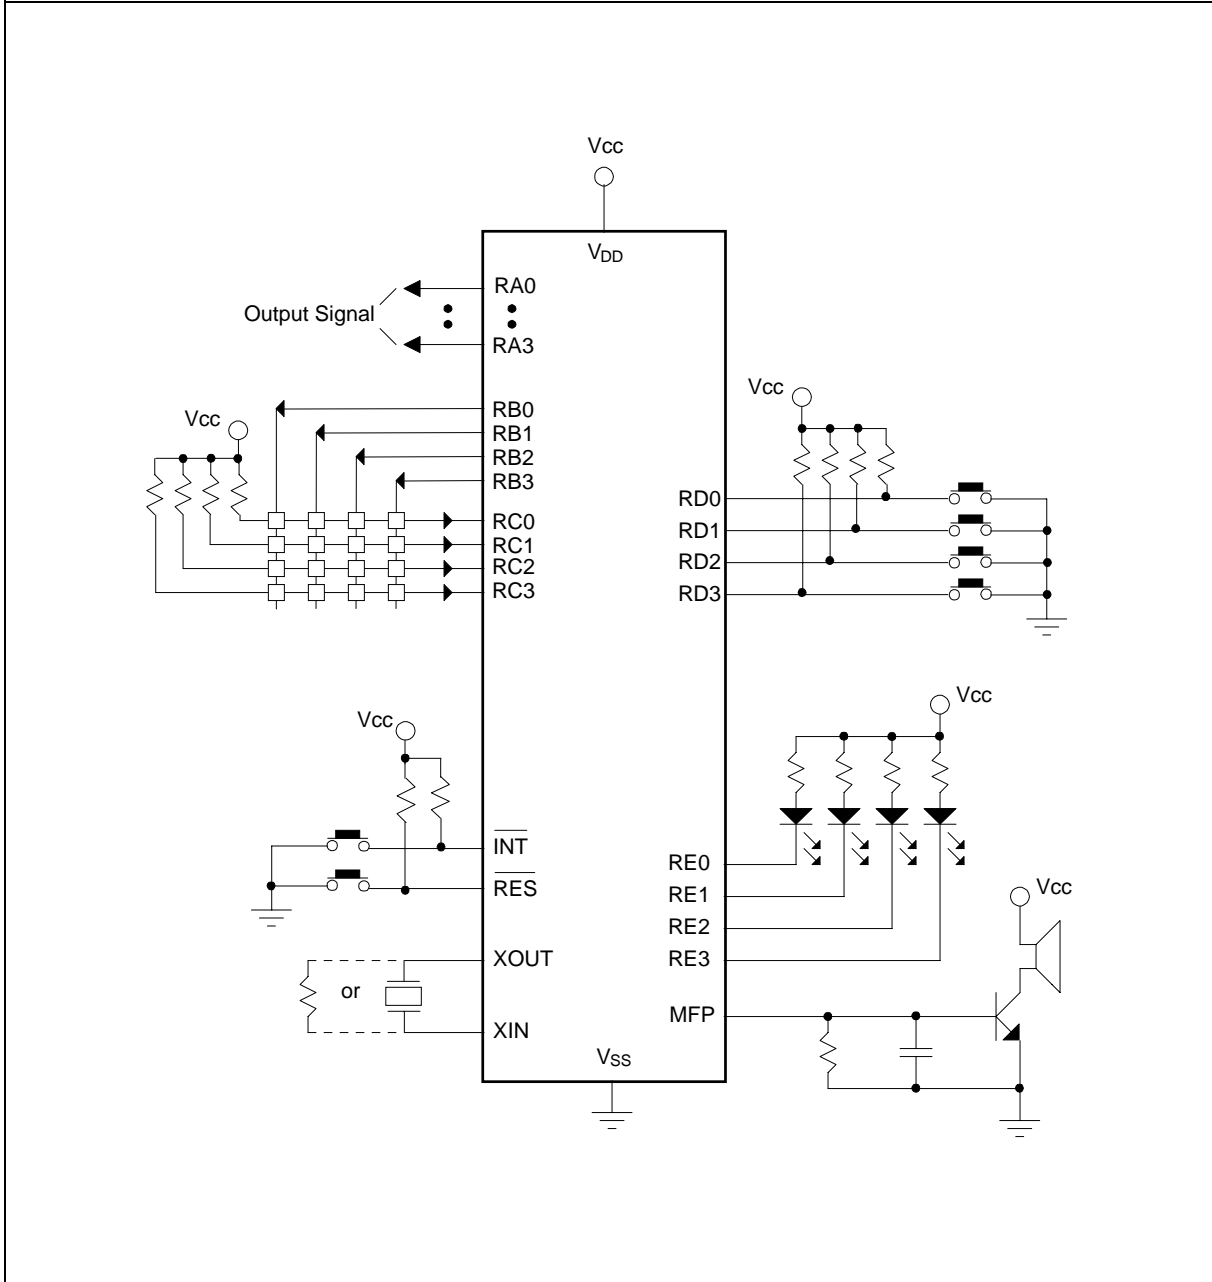 Vcc
VDD
Output Signal
RA0
RA3
Vcc
RB0
RB1
RB2
RB3
RC0
RC1
RC2
RC3
Vcc
RD0
RD1
RD2
RD3
Vcc
INT
RES
Vcc
RE0
RE1
RE2
RE3
Vcc
XOUT
or
XIN
MFP
VSS